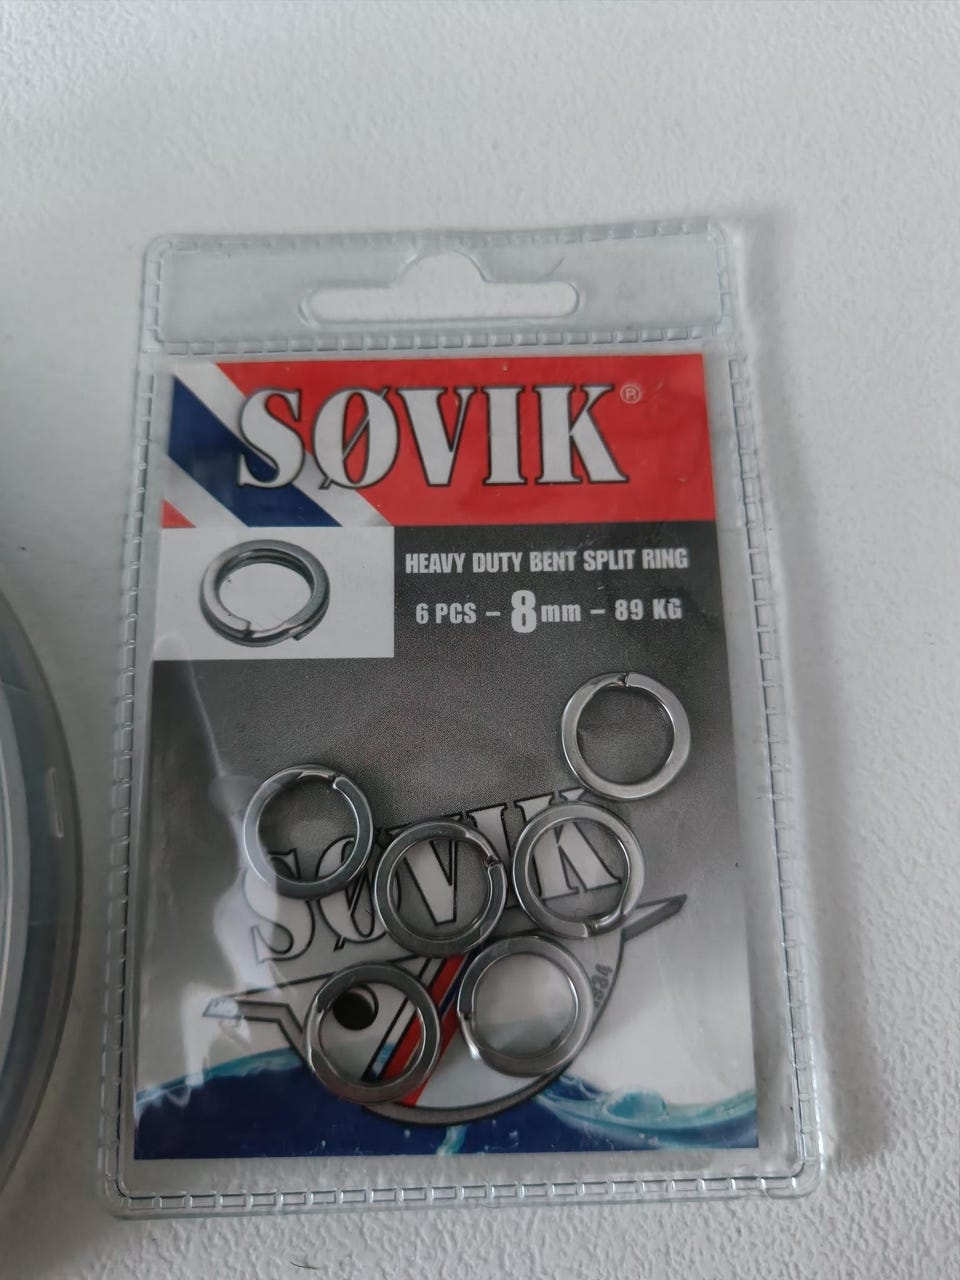 SØVIK®
HEAVY DUTY BENT SPLIT RING
6 PCS – 8mm – 89 KG
SØVIK